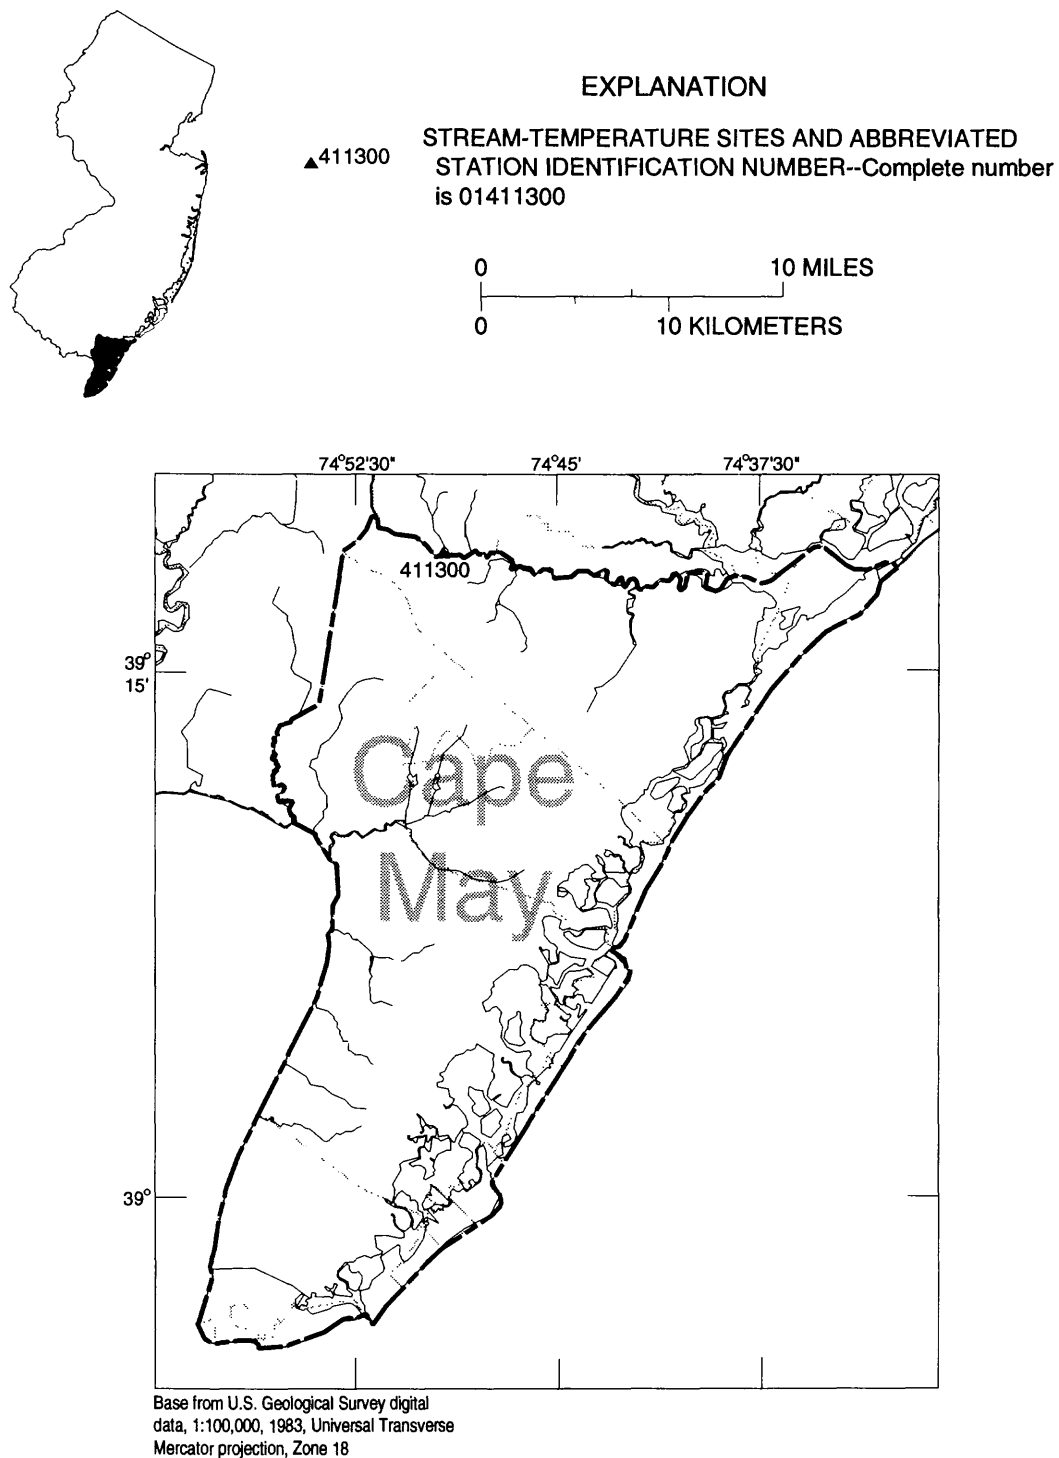 EXPLANATION
▲411300
STREAM-TEMPERATURE SITES AND ABBREVIATED
STATION IDENTIFICATION NUMBER--Complete number
is 01411300
0 10 MILES
0 10 KILOMETERS
74°52'30" 74°45' 74°37'30"
411300
39°
15'
Cape
May
39°
Base from U.S. Geological Survey digital
data, 1:100,000, 1983, Universal Transverse
Mercator projection, Zone 18